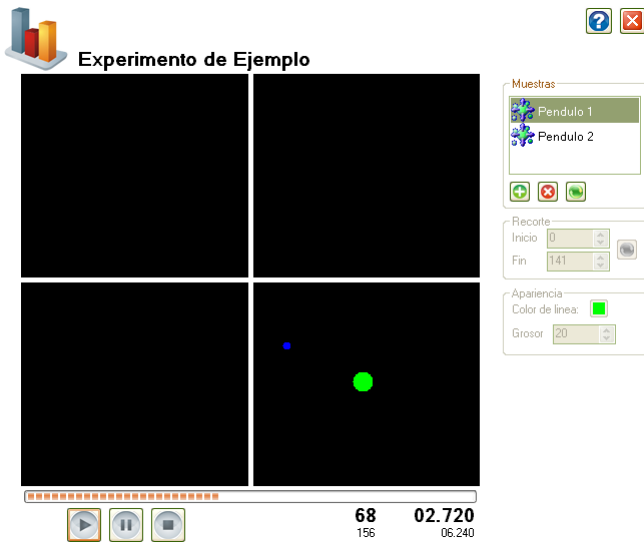 Experimento de Ejemplo
Muestras
Pendulo 1
Pendulo 2
Recorte
Inicio 0
Fin 141
Apariencia
Color de linea:
Grosor 20
68 02.720
156 06.240